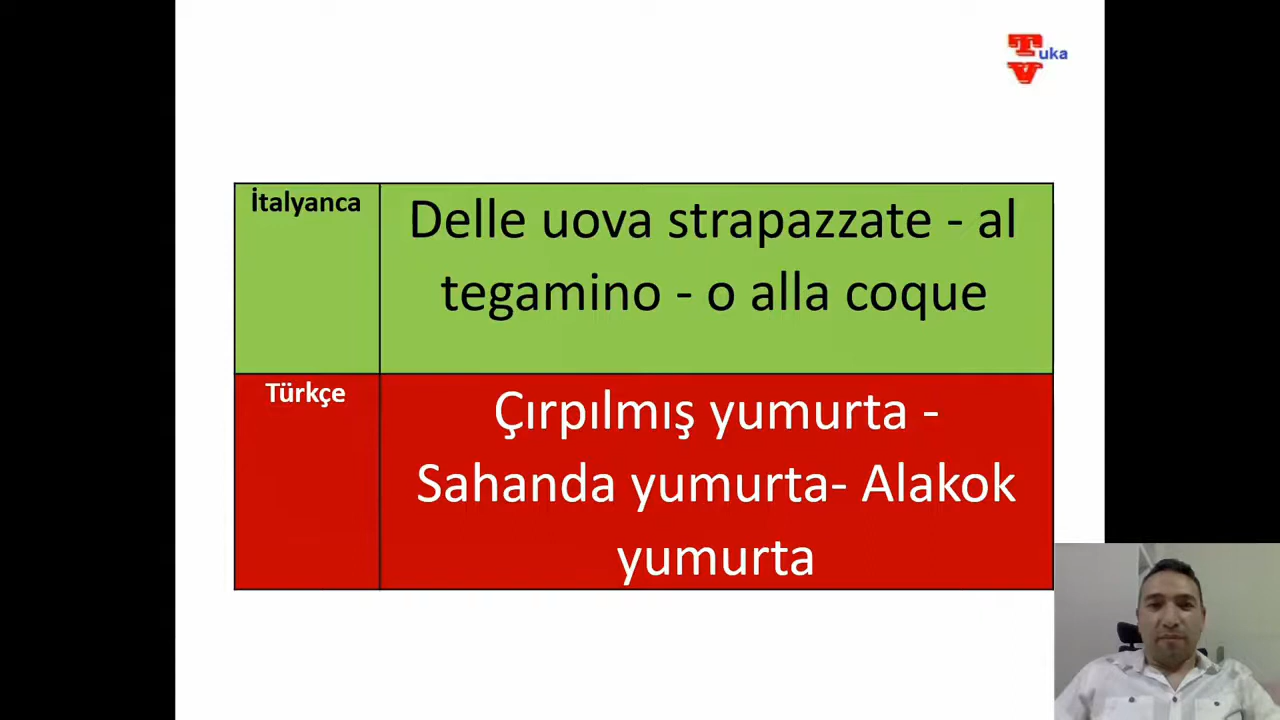 T uka
V
İtalyanca
Delle uova strapazzate - al
tegamino - o alla coque
Türkçe
Çırpılmış yumurta -
Sahanda yumurta- Alakok
yumurta